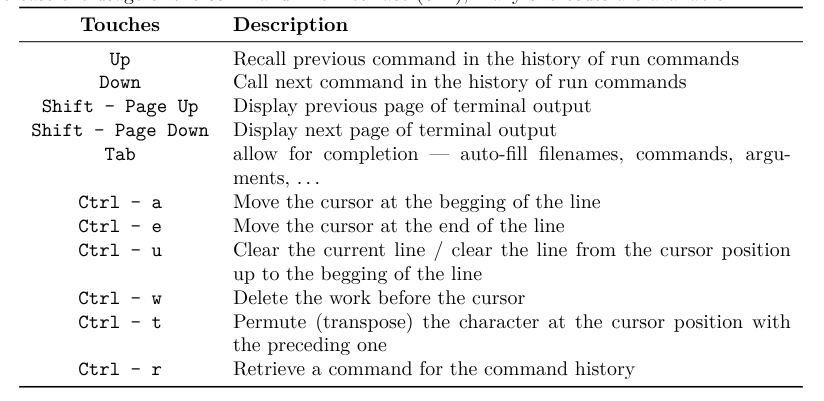 Touches Description
Up Recall previous command in the history of run commands
Down Call next command in the history of run commands
Shift - Page Up Display previous page of terminal output
Shift - Page Down Display next page of terminal output
Tab allow for completion — auto-fill filenames, commands, argu-
ments, ...
Ctrl - a Move the cursor at the begging of the line
Ctrl - e Move the cursor at the end of the line
Ctrl - u Clear the current line / clear the line from the cursor position
up to the begging of the line
Ctrl - w Delete the work before the cursor
Ctrl - t Permute (transpose) the character at the cursor position with
the preceding one
Ctrl - r Retrieve a command for the command history